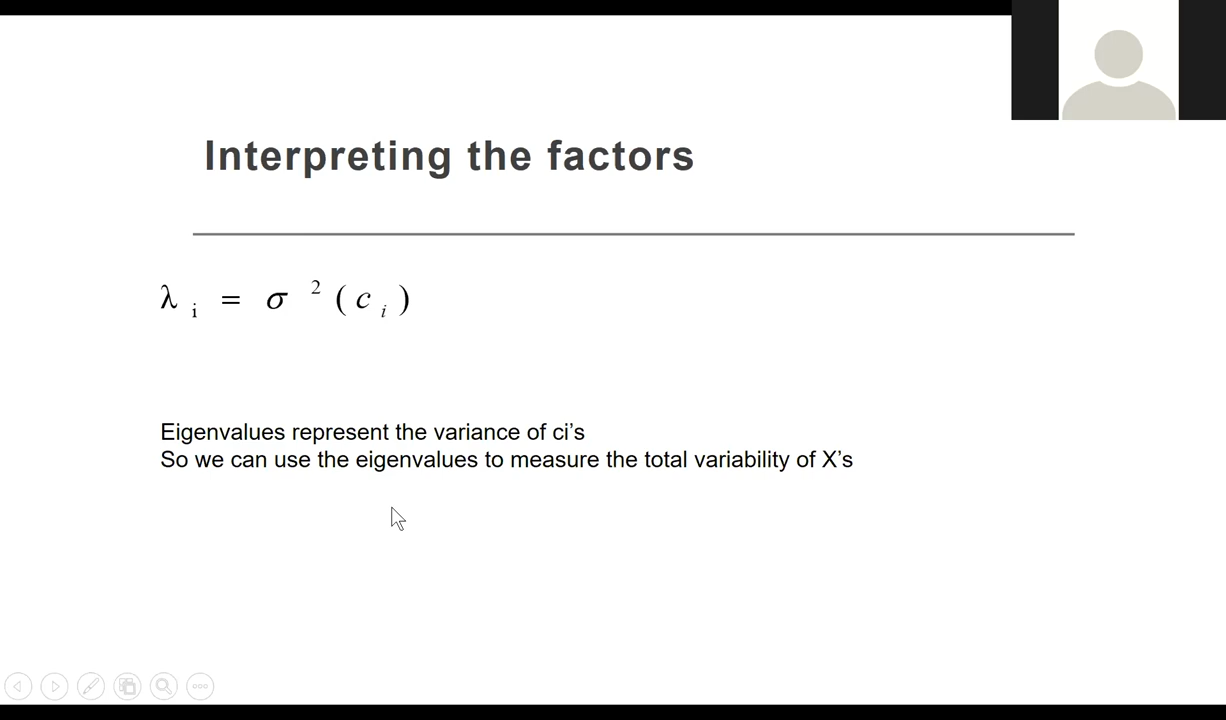 Interpreting the factors
λ i = σ 2 ( c i )
Eigenvalues represent the variance of ci’s
So we can use the eigenvalues to measure the total variability of X’s